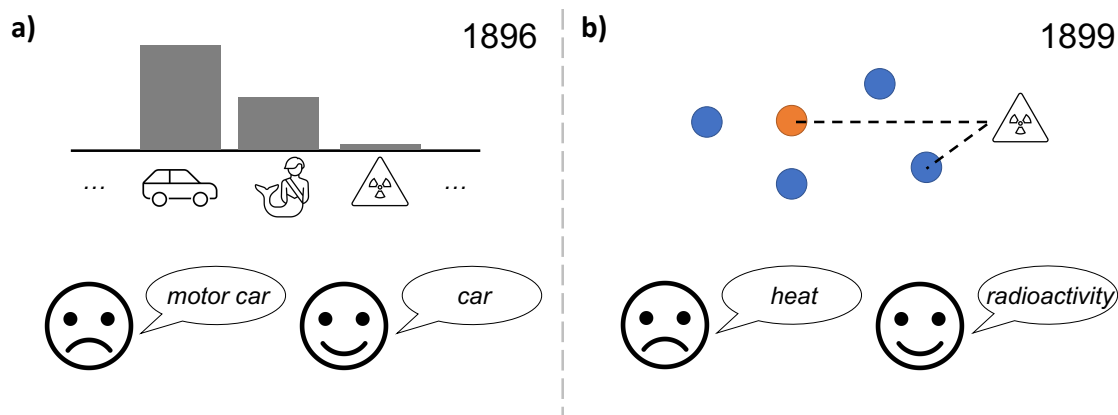 a)
1896
...
...
motor car
car
b)
1899
heat
radioactivity